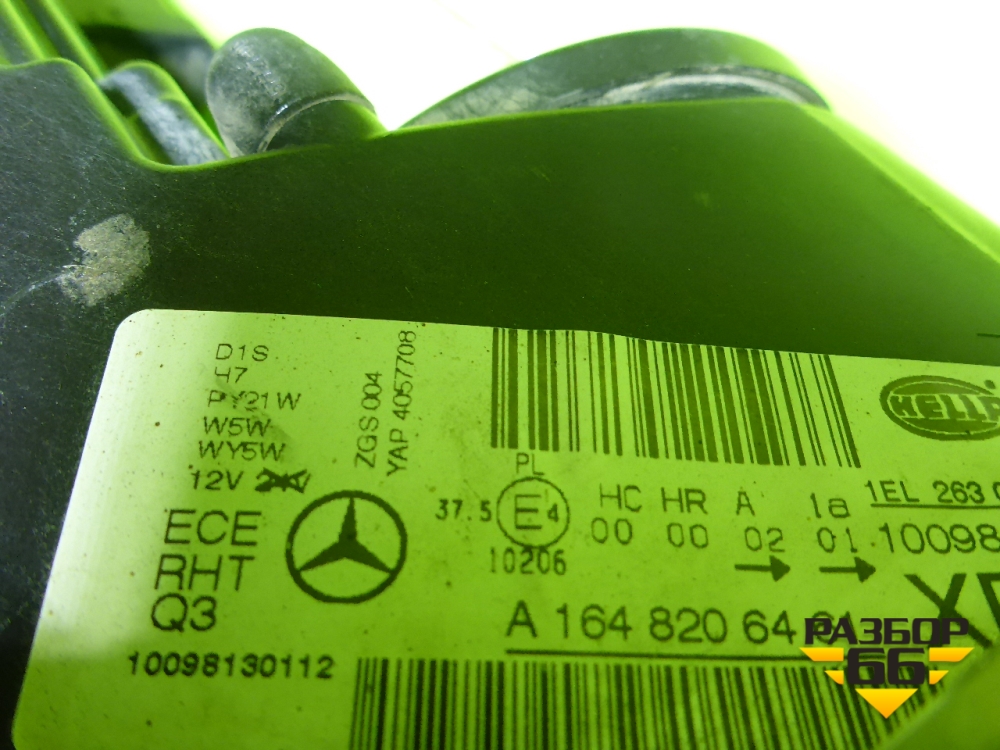 D1S
H7
PY21W
W5W
WY5W
12V
ZGS 004
YAP 4057708
HELLA
PL
37.5 E4
10206
HC HR A 1a
00 00 02 01
1EL 263
10098
ECE
RHT
Q3
A 164 820 64
10098130112
РАЗБОР
66